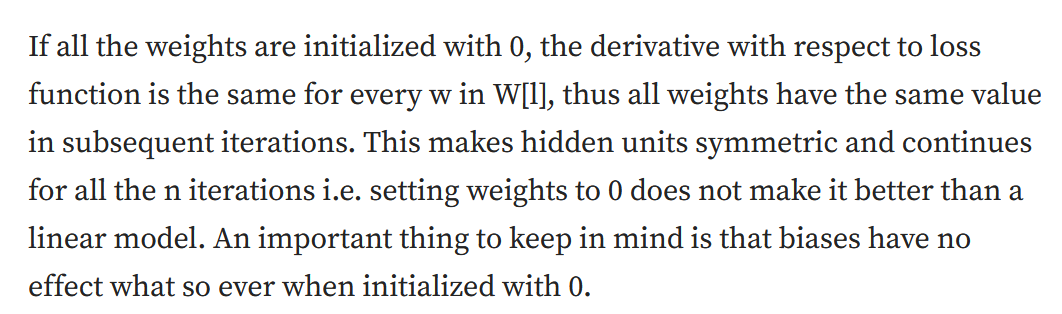 If all the weights are initialized with 0, the derivative with respect to loss
function is the same for every w in W[l], thus all weights have the same value
in subsequent iterations. This makes hidden units symmetric and continues
for all the n iterations i.e. setting weights to 0 does not make it better than a
linear model. An important thing to keep in mind is that biases have no
effect what so ever when initialized with 0.